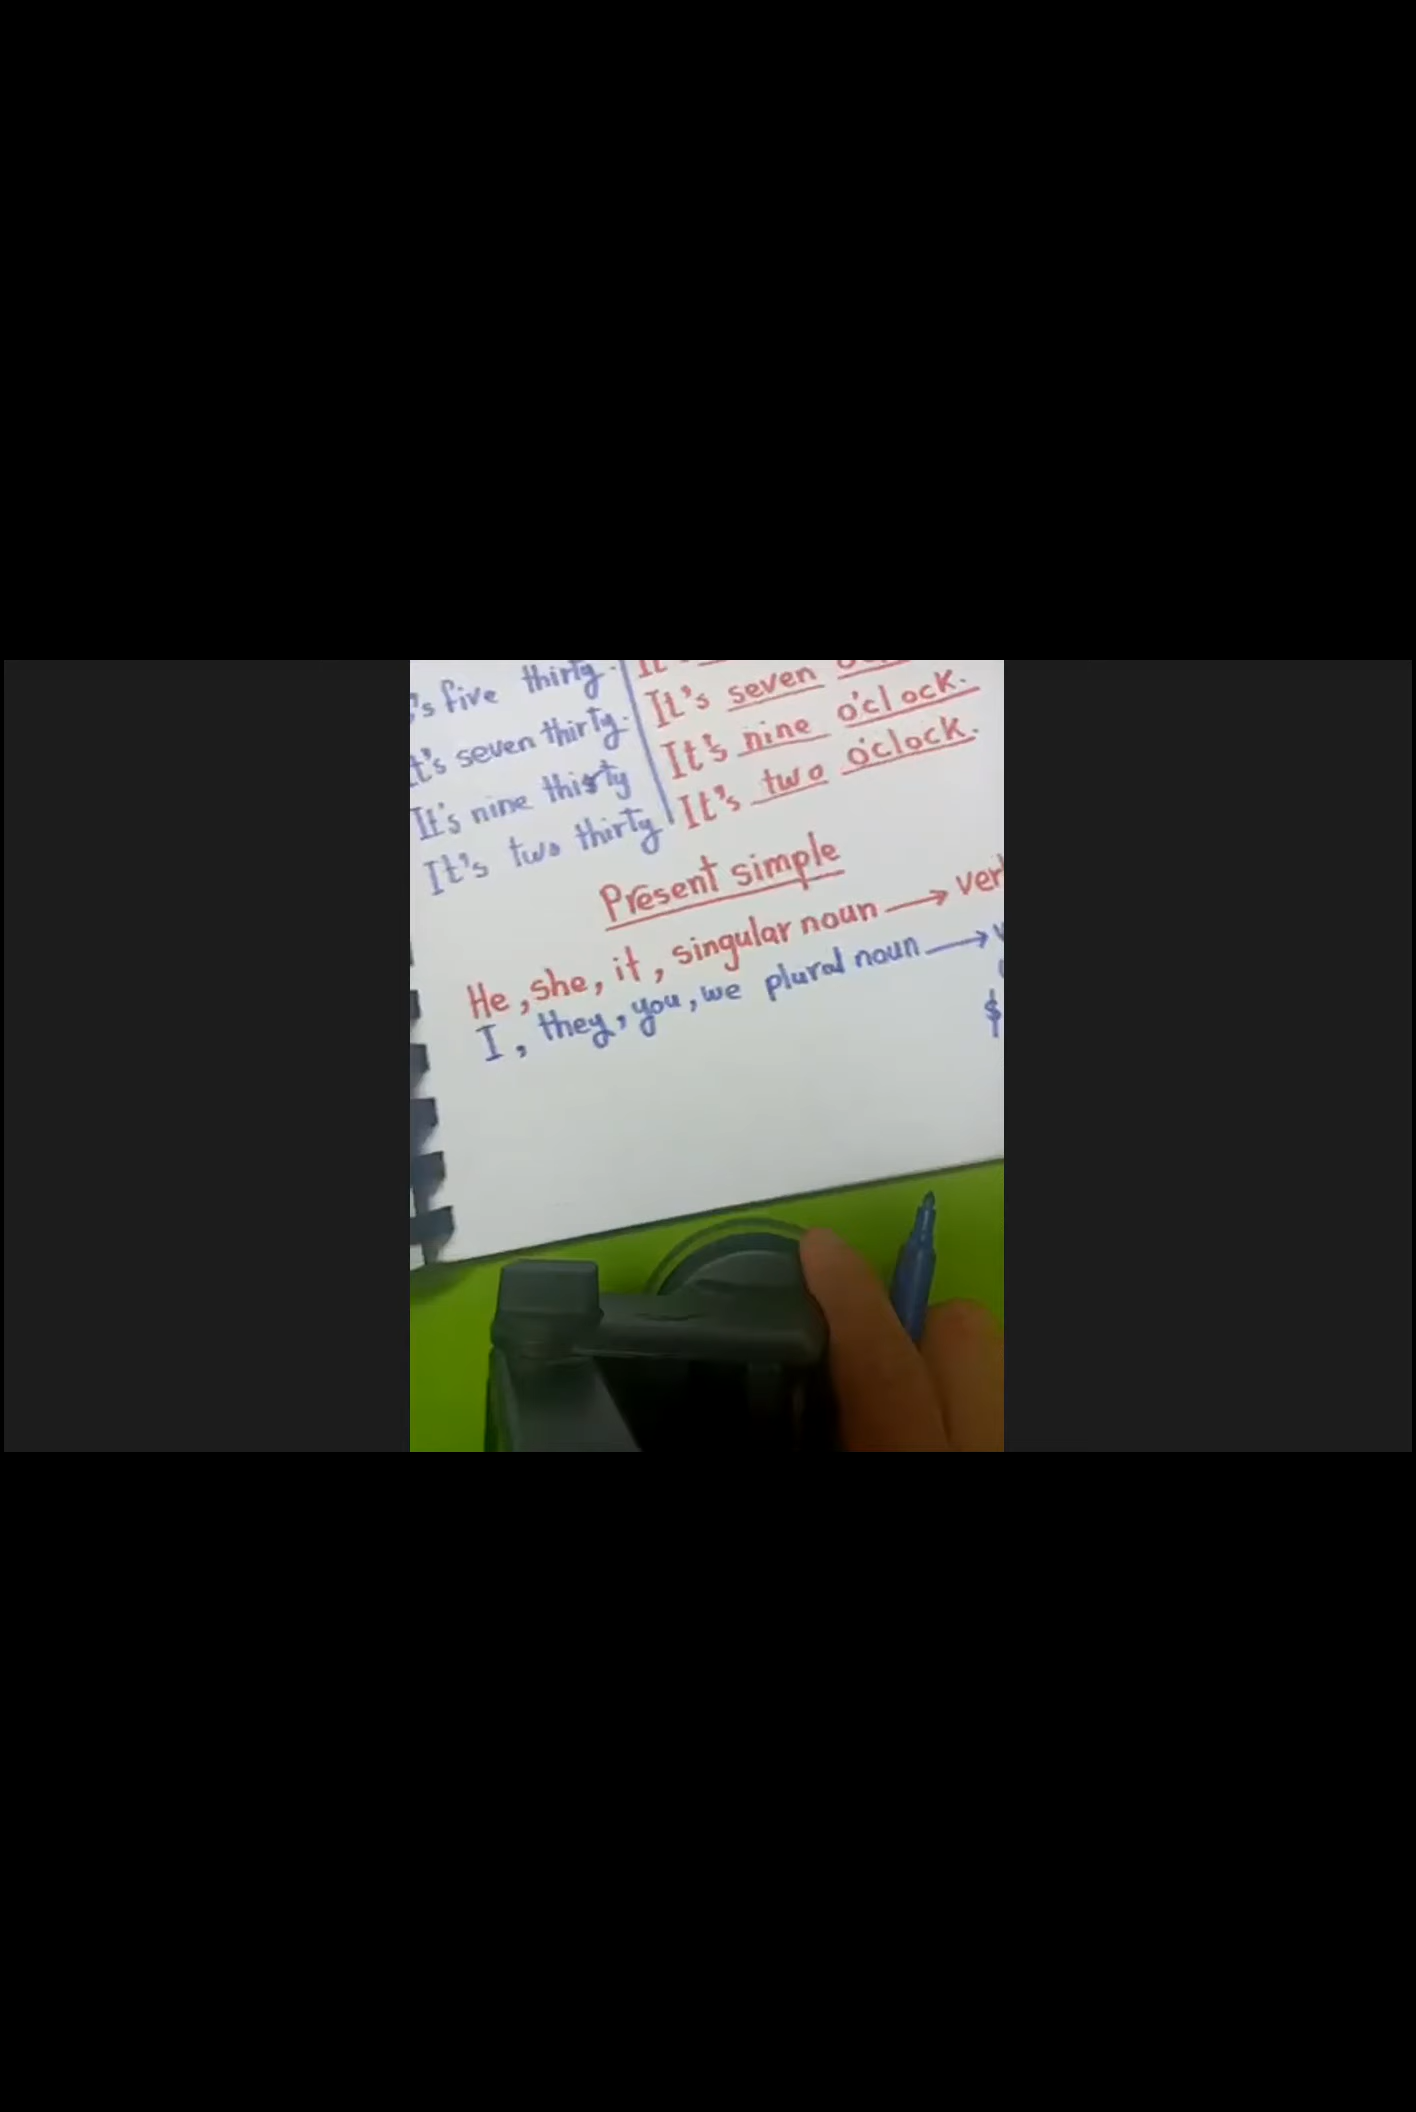 's five thirty.
It's seven thirty.
It's nine thirty
It's two thirty
It's seven
It's nine o'clock.
It's two o'clock.
Present simple
He, she, it, singular noun →
I, they, you, we plural noun →
$